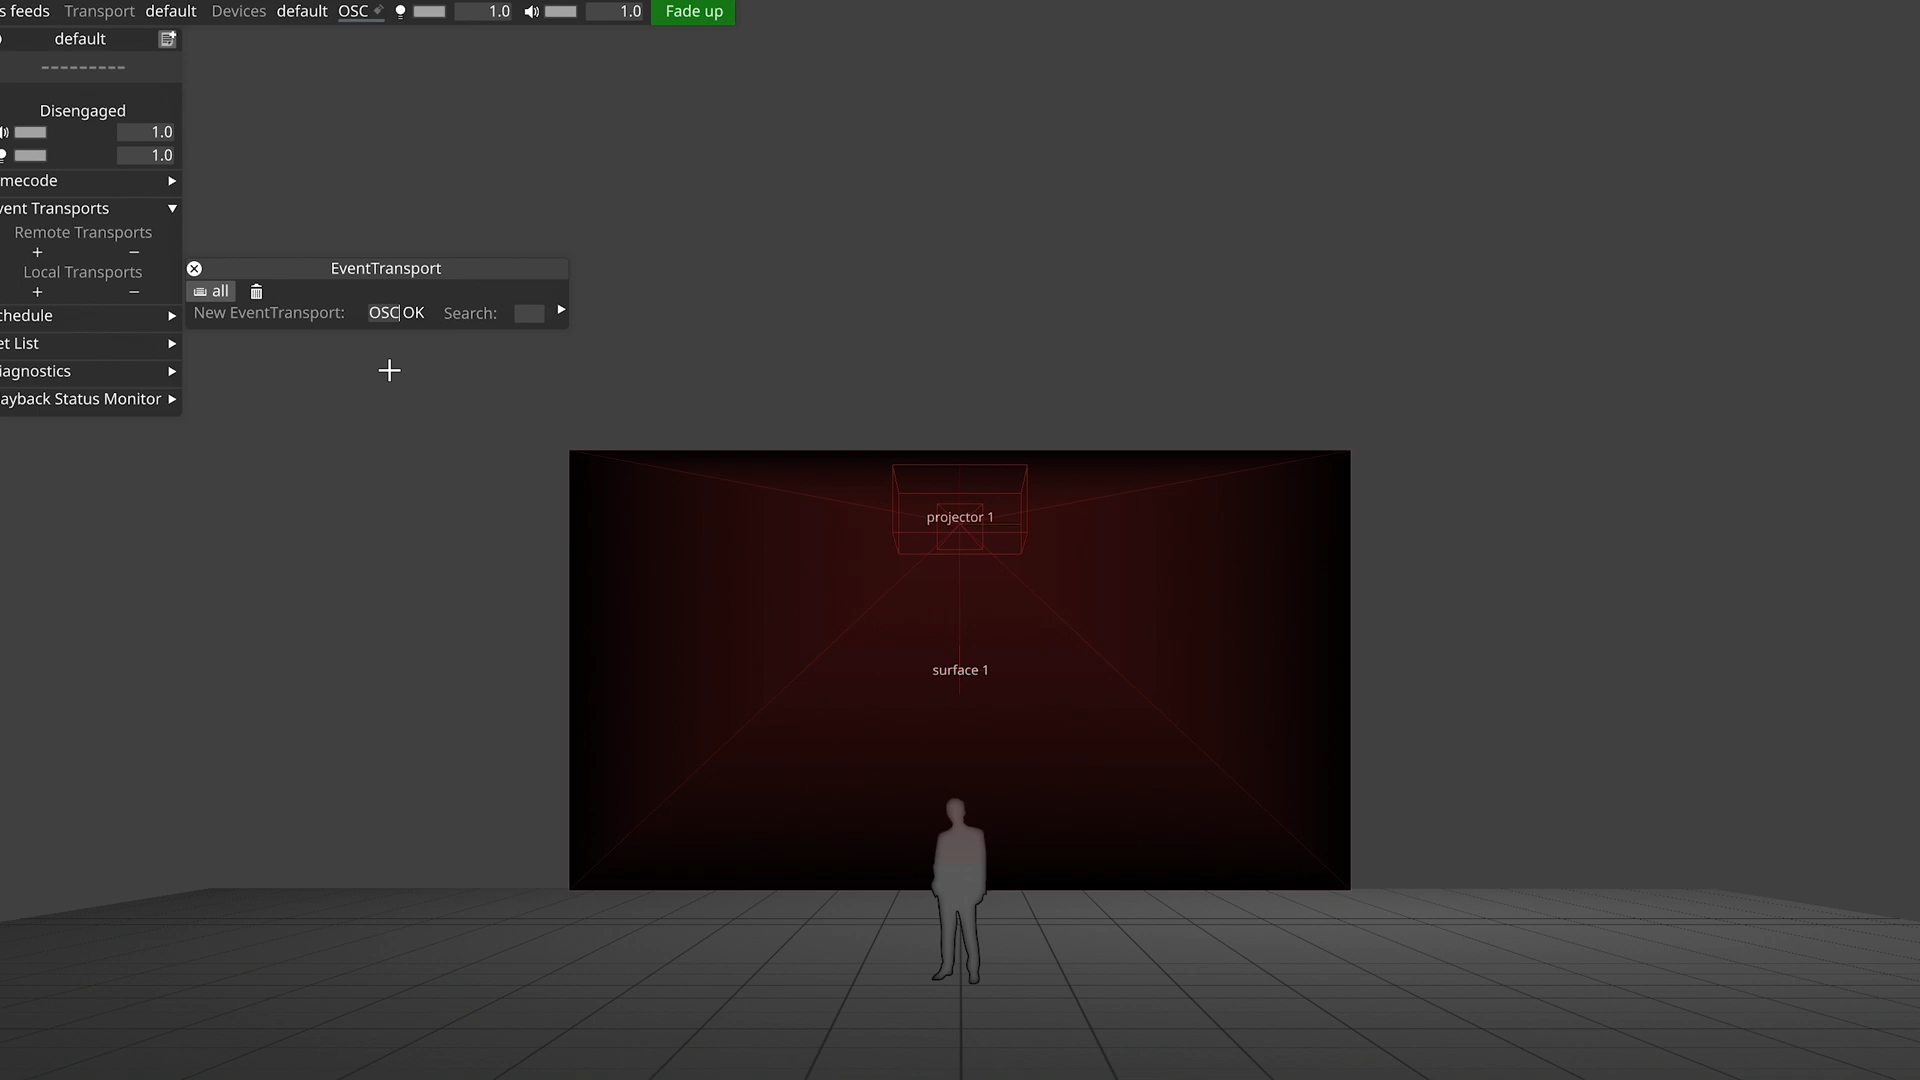 s feeds Transport default Devices default OSC 1.0 1.0 Fade up
default
---------
Disengaged
1.0
1.0
mecode
vent Transports
Remote Transports
+ −
Local Transports
+ −
chedule
et List
iagnostics
ayback Status Monitor
EventTransport
all
New EventTransport: OSC OK Search:
projector 1
surface 1